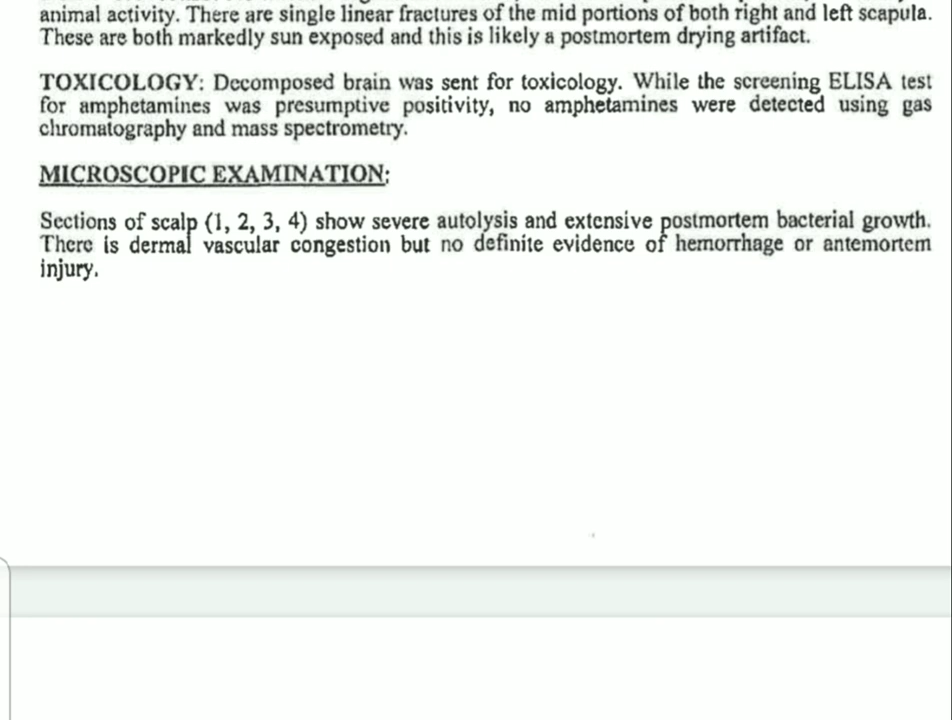 animal activity. There are single linear fractures of the mid portions of both right and left scapula.
These are both markedly sun exposed and this is likely a postmortem drying artifact.
TOXICOLOGY: Decomposed brain was sent for toxicology. While the screening ELISA test
for amphetamines was presumptive positivity, no amphetamines were detected using gas
chromatography and mass spectrometry.
MICROSCOPIC EXAMINATION:
Sections of scalp (1, 2, 3, 4) show severe autolysis and extensive postmortem bacterial growth.
There is dermal vascular congestion but no definite evidence of hemorrhage or antemortem
injury.